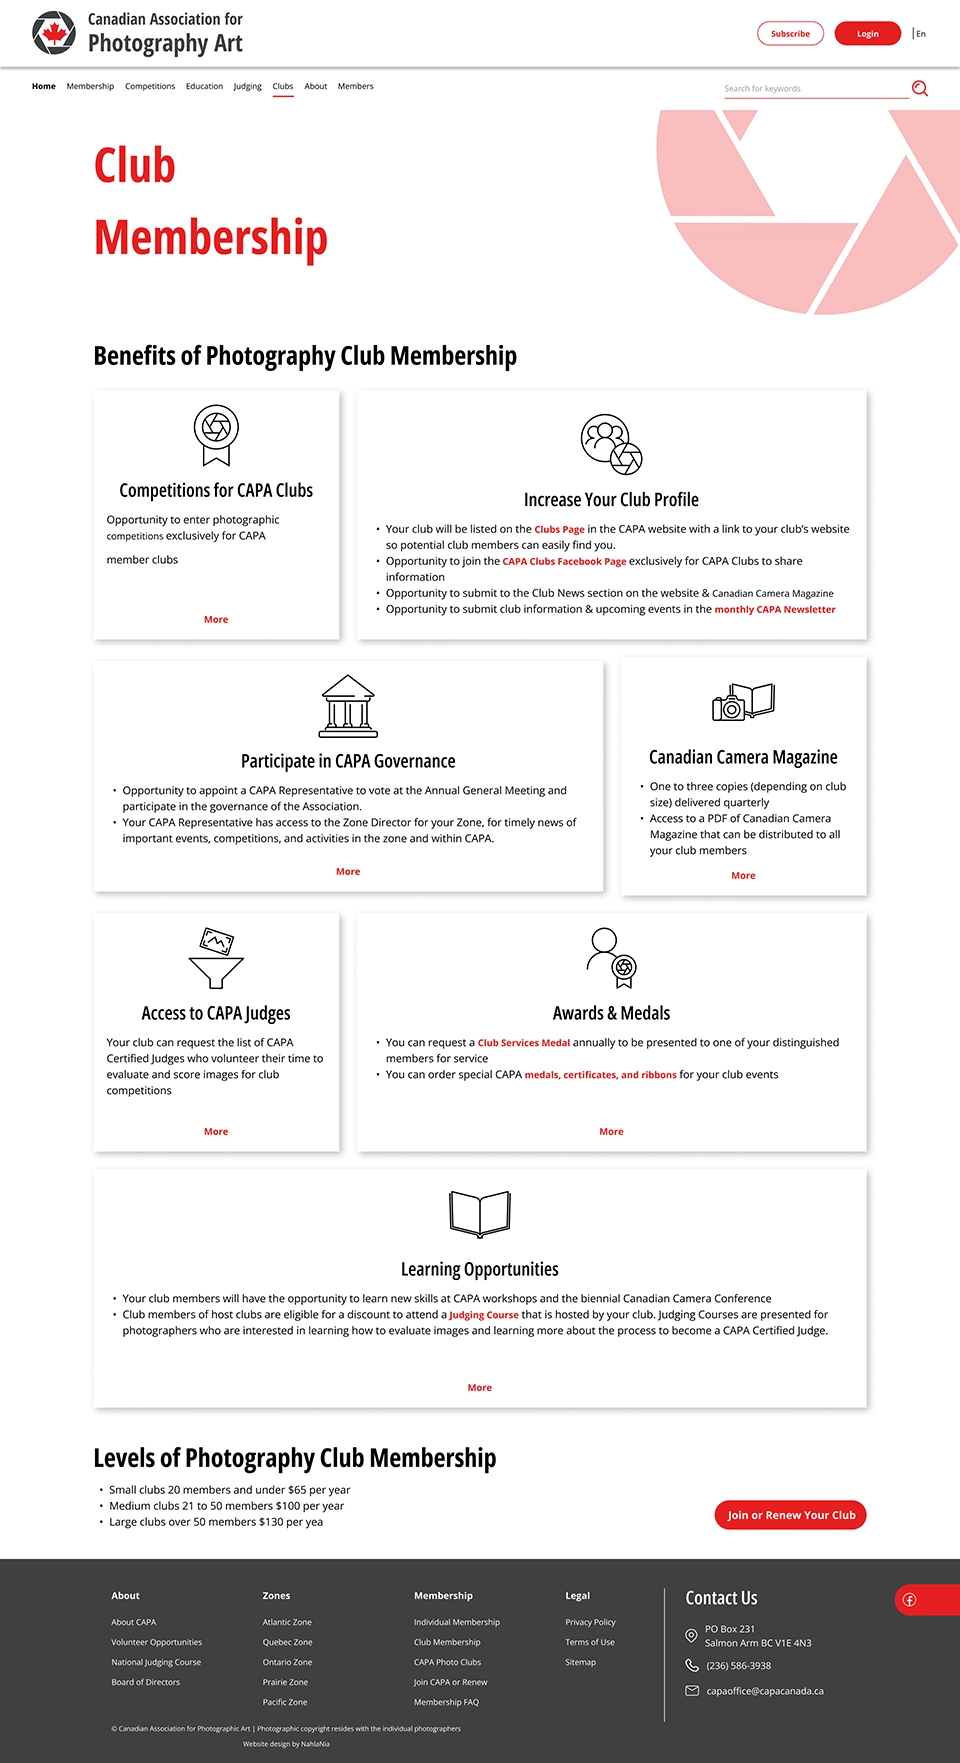 Canadian Association for
Photography Art
Subscribe
Login
En
Home Membership Competitions Education Judging Clubs About Members
Search for keywords
Club
Membership
Benefits of Photography Club Membership
Competitions for CAPA Clubs
Opportunity to enter photographic
competitions exclusively for CAPA
member clubs
More
Increase Your Club Profile
• Your club will be listed on the Clubs Page in the CAPA website with a link to your club's website
so potential club members can easily find you.
• Opportunity to join the CAPA Clubs Facebook Page exclusively for CAPA Clubs to share
information
• Opportunity to submit to the Club News section on the website & Canadian Camera Magazine
• Opportunity to submit club information & upcoming events in the monthly CAPA Newsletter
Participate in CAPA Governance
• Opportunity to appoint a CAPA Representative to vote at the Annual General Meeting and
participate in the governance of the Association.
• Your CAPA Representative has access to the Zone Director for your Zone, for timely news of
important events, competitions, and activities in the zone and within CAPA.
More
Canadian Camera Magazine
• One to three copies (depending on club
size) delivered quarterly
• Access to a PDF of Canadian Camera
Magazine that can be distributed to all
your club members
More
Access to CAPA Judges
Your club can request the list of CAPA
Certified Judges who volunteer their time to
evaluate and score images for club
competitions
More
Awards & Medals
• You can request a Club Services Medal annually to be presented to one of your distinguished
members for service
• You can order special CAPA medals, certificates, and ribbons for your club events
More
Learning Opportunities
• Your club members will have the opportunity to learn new skills at CAPA workshops and the biennial Canadian Camera Conference
• Club members of host clubs are eligible for a discount to attend a Judging Course that is hosted by your club. Judging Courses are presented for
photographers who are interested in learning how to evaluate images and learning more about the process to become a CAPA Certified Judge.
More
Levels of Photography Club Membership
• Small clubs 20 members and under $65 per year
• Medium clubs 21 to 50 members $100 per year
• Large clubs over 50 members $130 per yea
Join or Renew Your Club
About
About CAPA
Volunteer Opportunities
National Judging Course
Board of Directors
Zones
Atlantic Zone
Quebec Zone
Ontario Zone
Prairie Zone
Pacific Zone
Membership
Individual Membership
Club Membership
CAPA Photo Clubs
Join CAPA or Renew
Membership FAQ
Legal
Privacy Policy
Terms of Use
Sitemap
Contact Us
PO Box 231
Salmon Arm BC V1E 4N3
(236) 586-3938
capaoffice@capacanada.ca
© Canadian Association for Photographic Art | Photographic copyright resides with the individual photographers
Website design by NahlaNia